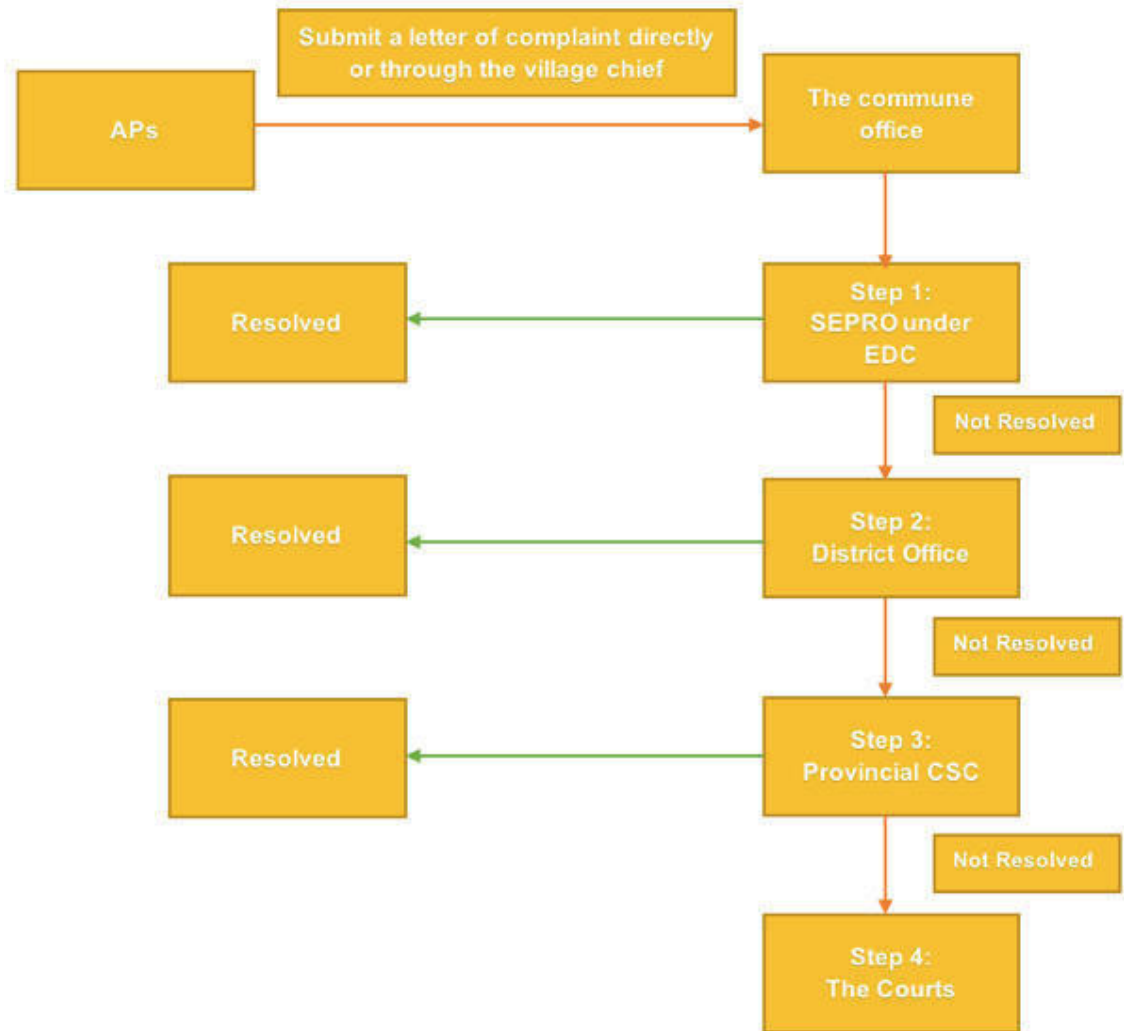 Submit a letter of complaint directly
or through the village chief
APs
The commune
office
Resolved
Step 1:
SEPRO under
EDC
Not Resolved
Resolved
Step 2:
District Office
Not Resolved
Resolved
Step 3:
Provincial CSC
Not Resolved
Step 4:
The Courts